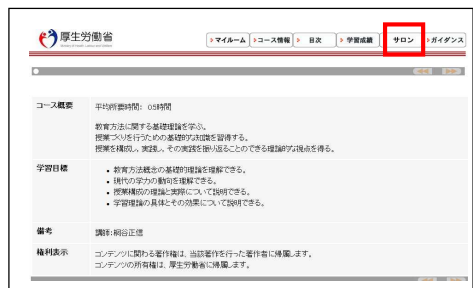 厚生労働省
マイルーム
コース情報
目次
学習成績
サロン
ガイダンス
コース概要
平均所要時間： 0.5時間
教育方法に関する基礎理論を学ぶ。
授業づくりを行うための基礎的な知識を習得する。
授業を構成し、実践し、その実践を振り返ることのできる理論的な視点を得る。
学習目標
• 教育方法概念の基礎的理論を理解できる。
• 現代の学力の動向を理解できる。
• 授業構成の理論と実際について説明できる。
• 学習理論の具体とその効果について説明できる。
備考
講師：桐谷正信
権利表示
コンテンツに関わる著作権は、当該著作を行った著作者に帰属します。
コンテンツの所有権は、厚生労働省に帰属します。